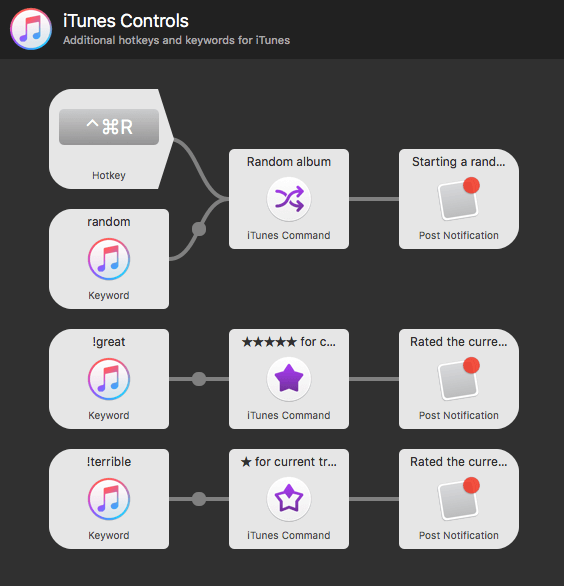 iTunes Controls
Additional hotkeys and keywords for iTunes
^⌘R
Hotkey
random
Keyword
Random album
iTunes Command
Starting a rand...
Post Notification
!great
Keyword
★★★★★ for c...
iTunes Command
Rated the curre...
Post Notification
!terrible
Keyword
★ for current tr...
iTunes Command
Rated the curre...
Post Notification